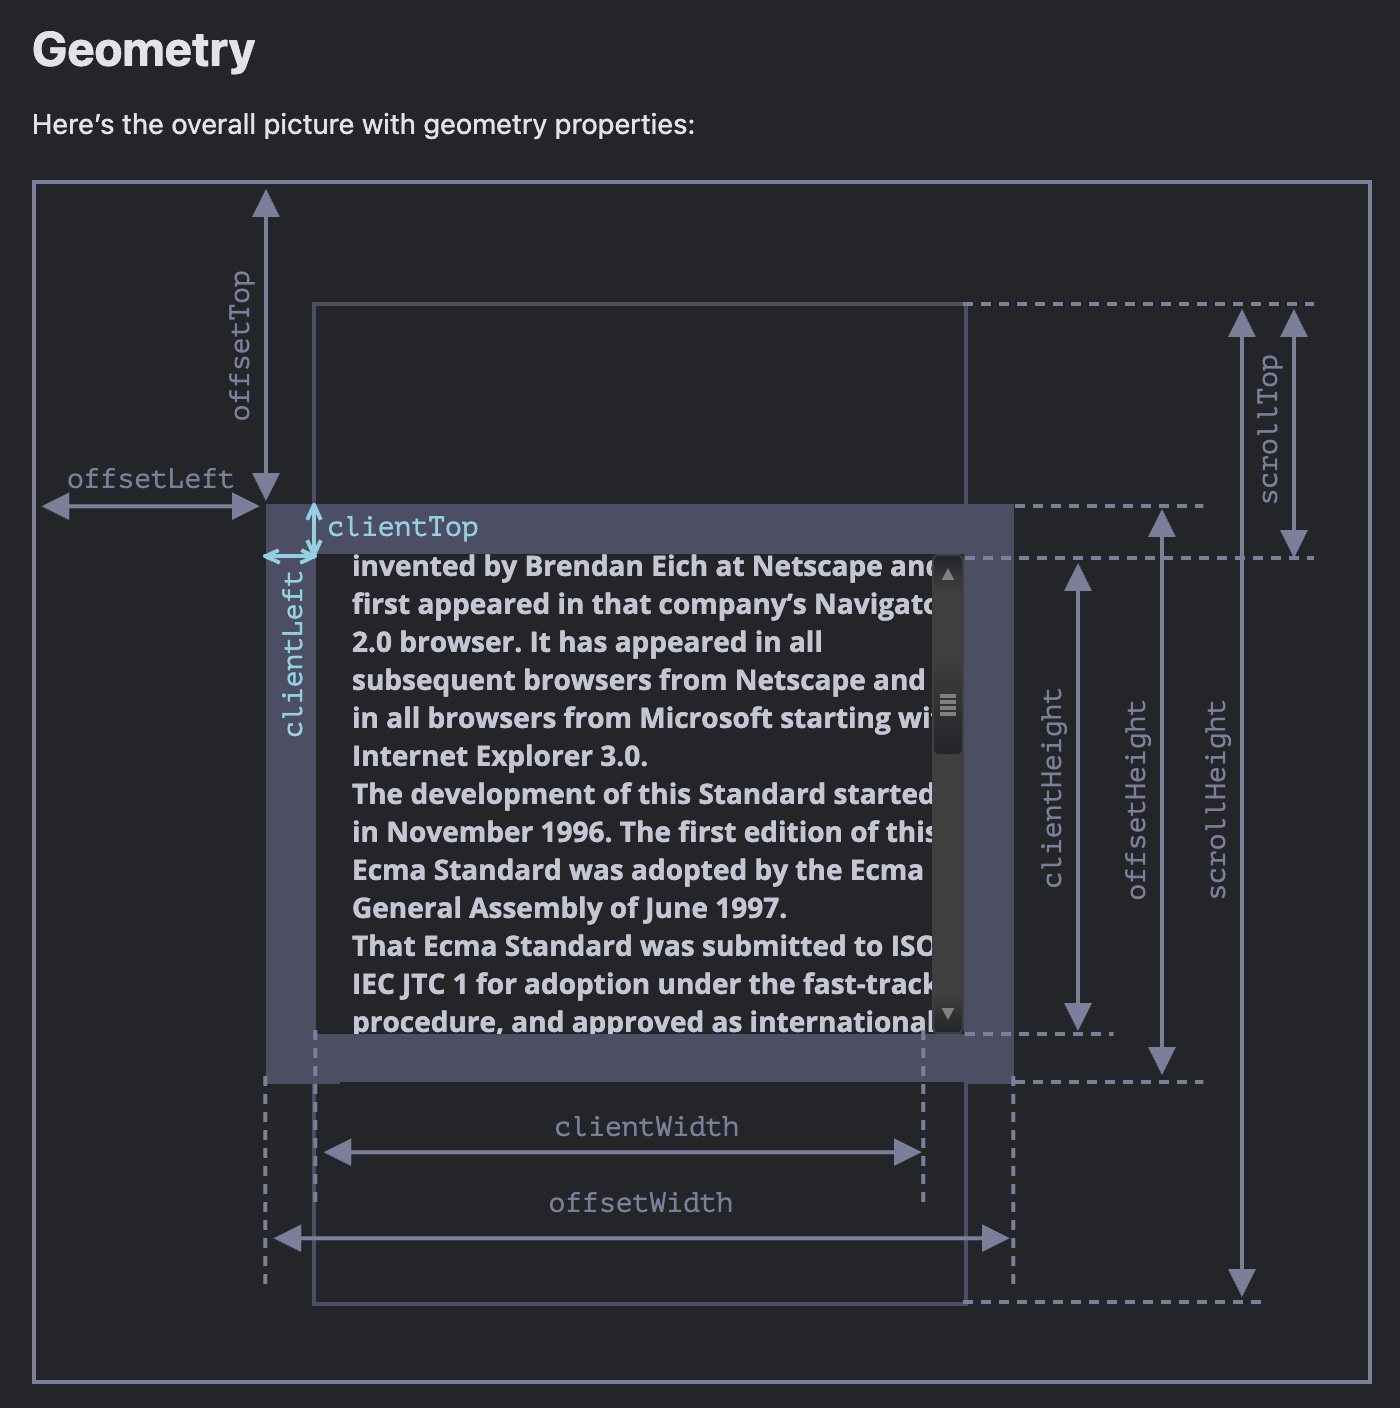 Geometry
Here’s the overall picture with geometry properties:
offsetTop
scrollTop
offsetLeft
clientTop
clientLeft
invented by Brendan Eich at Netscape and
first appeared in that company’s Navigato
2.0 browser. It has appeared in all
subsequent browsers from Netscape and
in all browsers from Microsoft starting wi
Internet Explorer 3.0.
The development of this Standard started
in November 1996. The first edition of this
Ecma Standard was adopted by the Ecma
General Assembly of June 1997.
That Ecma Standard was submitted to ISO
IEC JTC 1 for adoption under the fast-track
procedure, and approved as international
clientHeight
offsetHeight
scrollHeight
clientWidth
offsetWidth